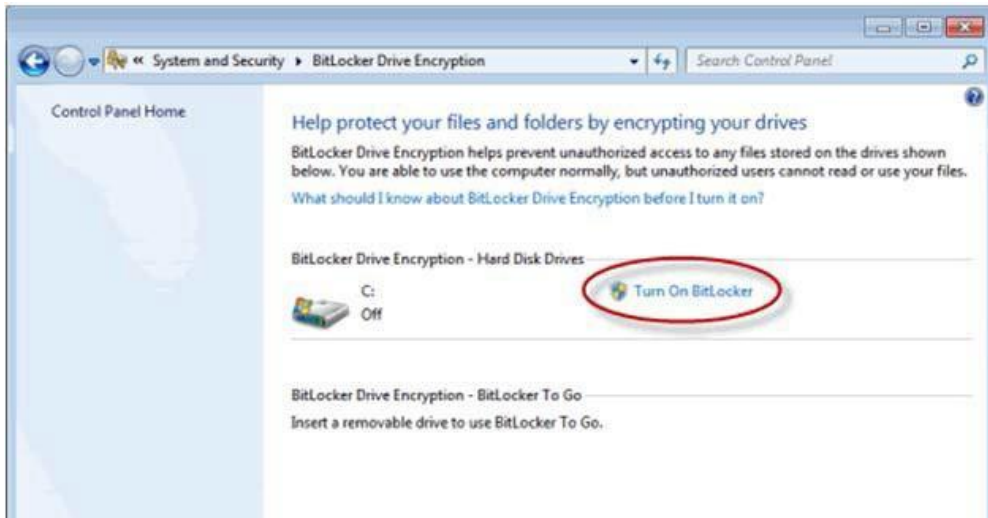 « System and Security ▸ BitLocker Drive Encryption
Search Control Panel
Control Panel Home
Help protect your files and folders by encrypting your drives
BitLocker Drive Encryption helps prevent unauthorized access to any files stored on the drives shown
below. You are able to use the computer normally, but unauthorized users cannot read or use your files.
What should I know about BitLocker Drive Encryption before I turn it on?
BitLocker Drive Encryption - Hard Disk Drives
C:
Turn On BitLocker
Off
BitLocker Drive Encryption - BitLocker To Go
Insert a removable drive to use BitLocker To Go.